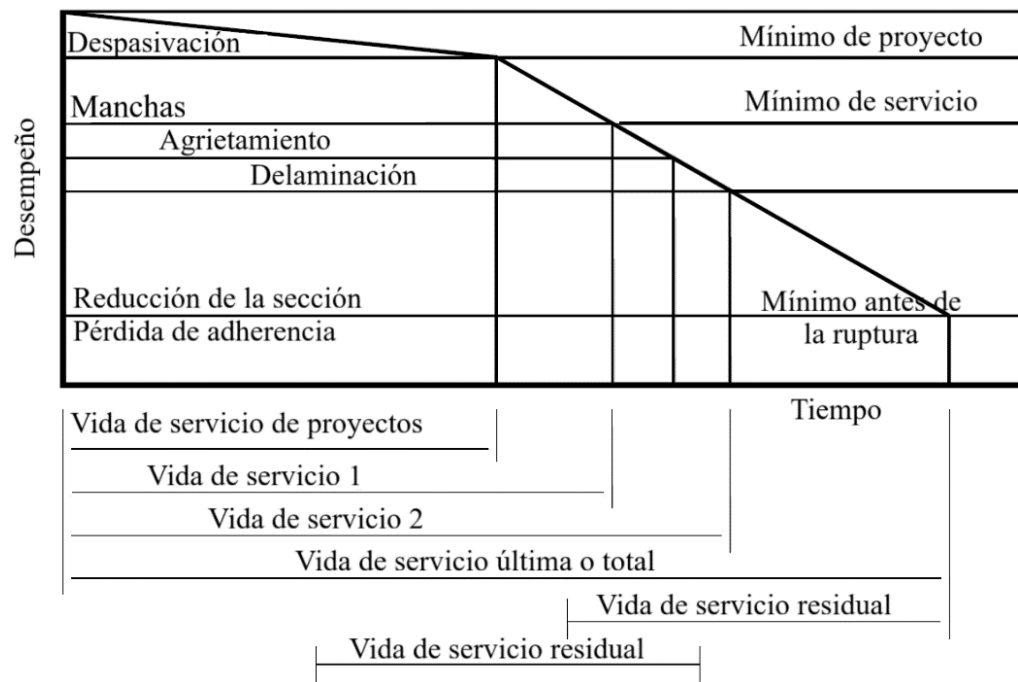 Despasivación
Mínimo de proyecto
Manchas
Mínimo de servicio
Agrietamiento
Delaminación
Desempeño
Reducción de la sección
Pérdida de adherencia
Mínimo antes de
la ruptura
Tiempo
Vida de servicio de proyectos
Vida de servicio 1
Vida de servicio 2
Vida de servicio última o total
Vida de servicio residual
Vida de servicio residual